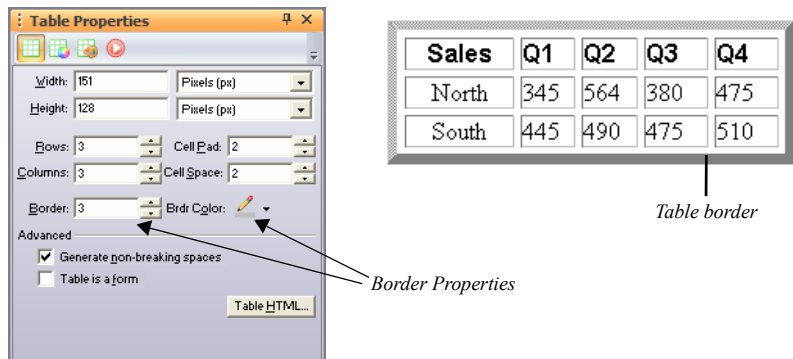 Table Properties
Width: 151 Pixels (px)
Height: 128 Pixels (px)
Rows: 3 Cell Pad: 2
Columns: 3 Cell Space: 2
Border: 3 Brdr Color:
Advanced
Generate non-breaking spaces
Table is a form
Table HTML...
Sales Q1 Q2 Q3 Q4
North 345 564 380 475
South 445 490 475 510
Table border
Border Properties